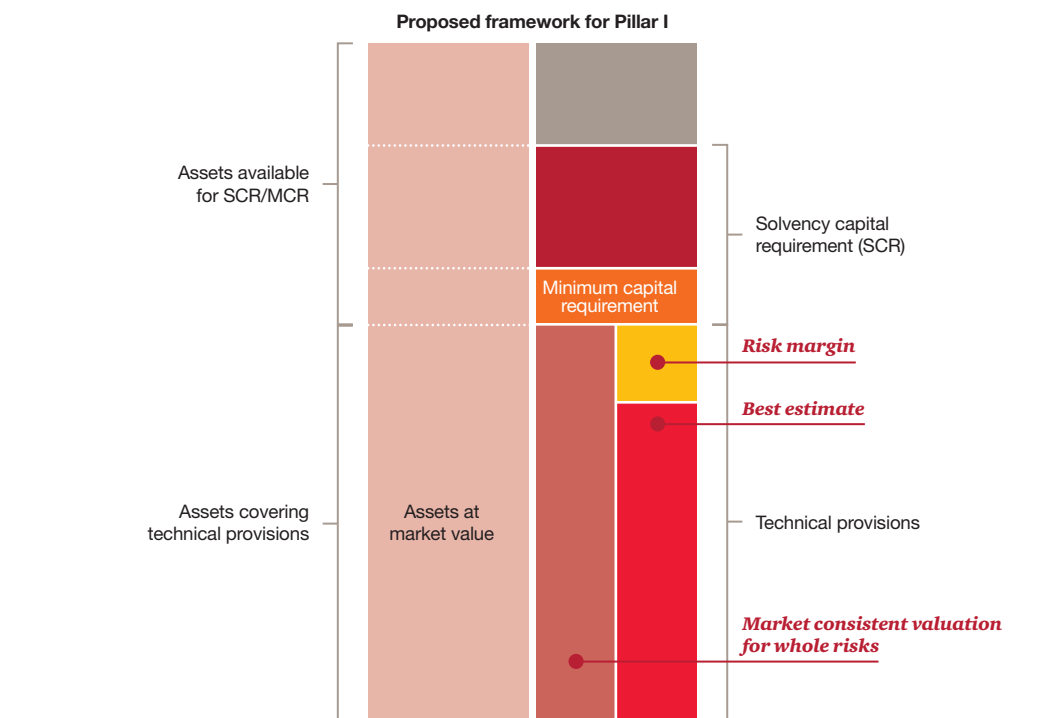 Proposed framework for Pillar I
Assets available
for SCR/MCR
Solvency capital
requirement (SCR)
Minimum capital
requirement
Risk margin
Best estimate
Assets covering
technical provisions
Assets at
market value
Technical provisions
Market consistent valuation
for whole risks